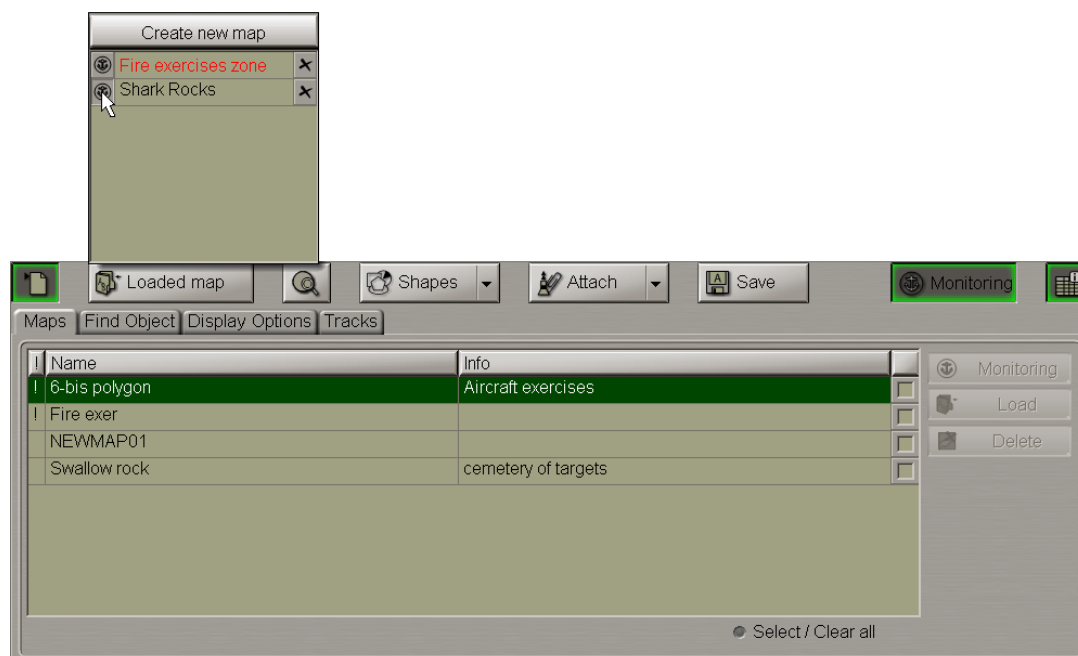 Create new map
Fire exercises zone
Shark Rocks
Loaded map Shapes Attach Save Monitoring
Maps Find Object Display Options Tracks
! Name Info
! 6-bis polygon Aircraft exercises
! Fire exer
NEWMAP01
Swallow rock cemetery of targets
Monitoring
Load
Delete
Select / Clear all